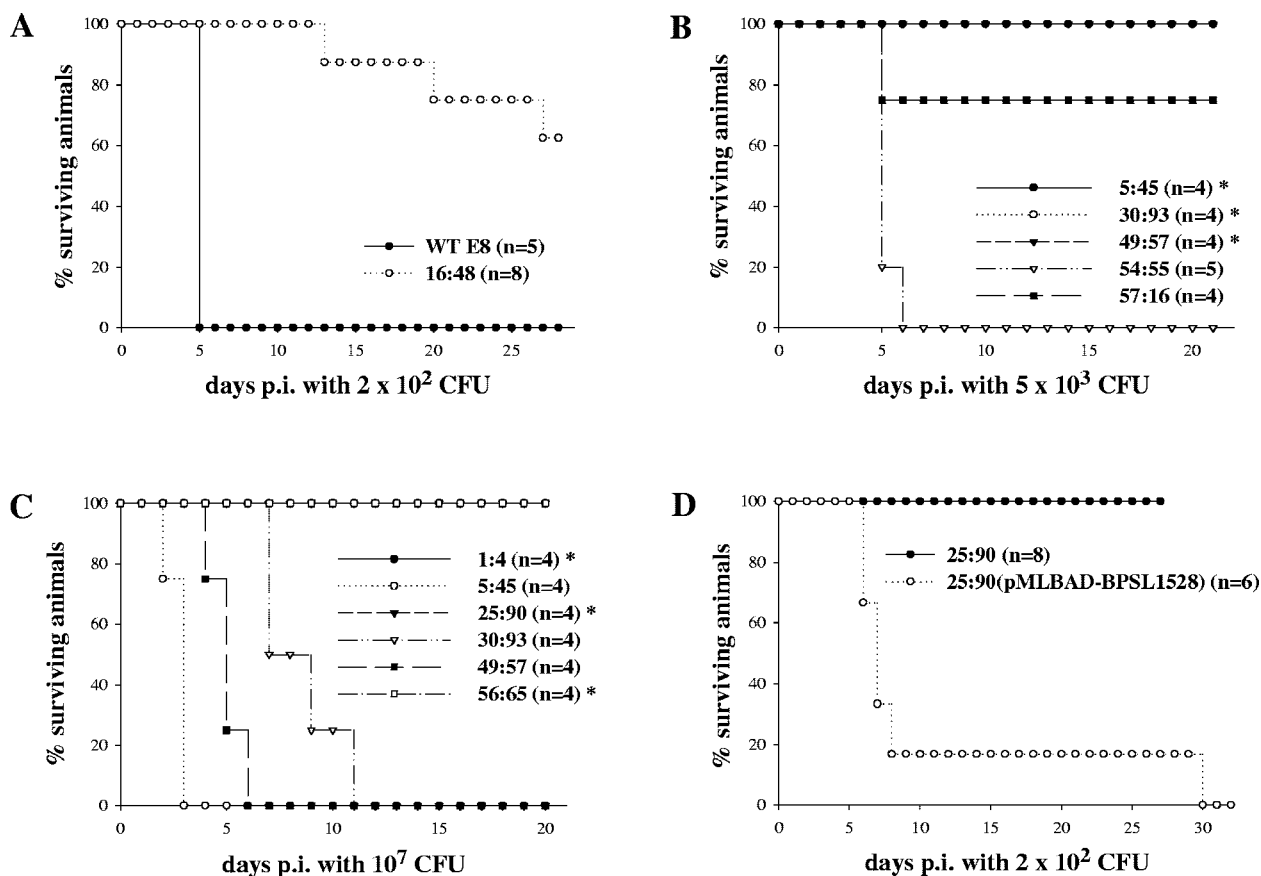 A
% surviving animals
100
80
60
40
20
0
WT E8 (n=5)
16:48 (n=8)
0 5 10 15 20 25
days p.i. with 2 x 10² CFU
B
% surviving animals
100
80
60
40
20
0
5:45 (n=4) *
30:93 (n=4) *
49:57 (n=4) *
54:55 (n=5)
57:16 (n=4)
0 5 10 15 20
days p.i. with 5 x 10³ CFU
C
% surviving animals
100
80
60
40
20
0
1:4 (n=4) *
5:45 (n=4)
25:90 (n=4) *
30:93 (n=4)
49:57 (n=4)
56:65 (n=4) *
0 5 10 15 20
days p.i. with 10⁷ CFU
D
% surviving animals
100
80
60
40
20
0
25:90 (n=8)
25:90(pMLBAD-BPSL1528) (n=6)
0 5 10 15 20 25 30
days p.i. with 2 x 10² CFU